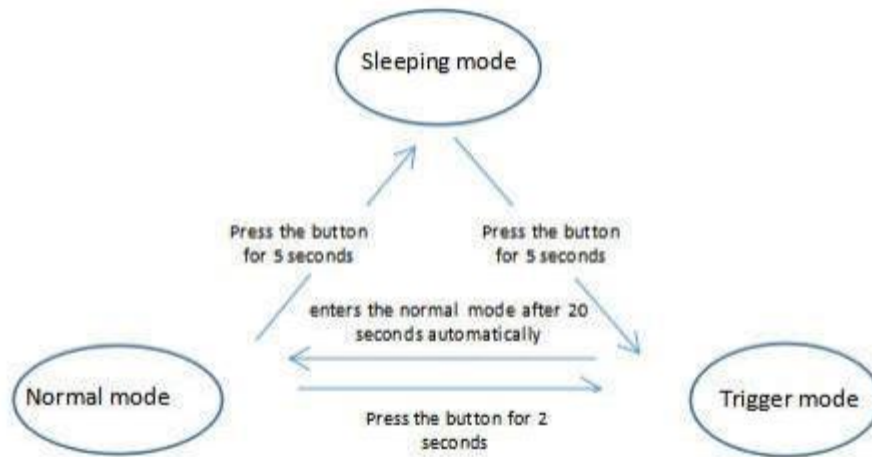 Sleeping mode
Press the button
for 5 seconds
Press the button
for 5 seconds
enters the normal mode after 20
seconds automatically
Normal mode
Trigger mode
Press the button for 2
seconds